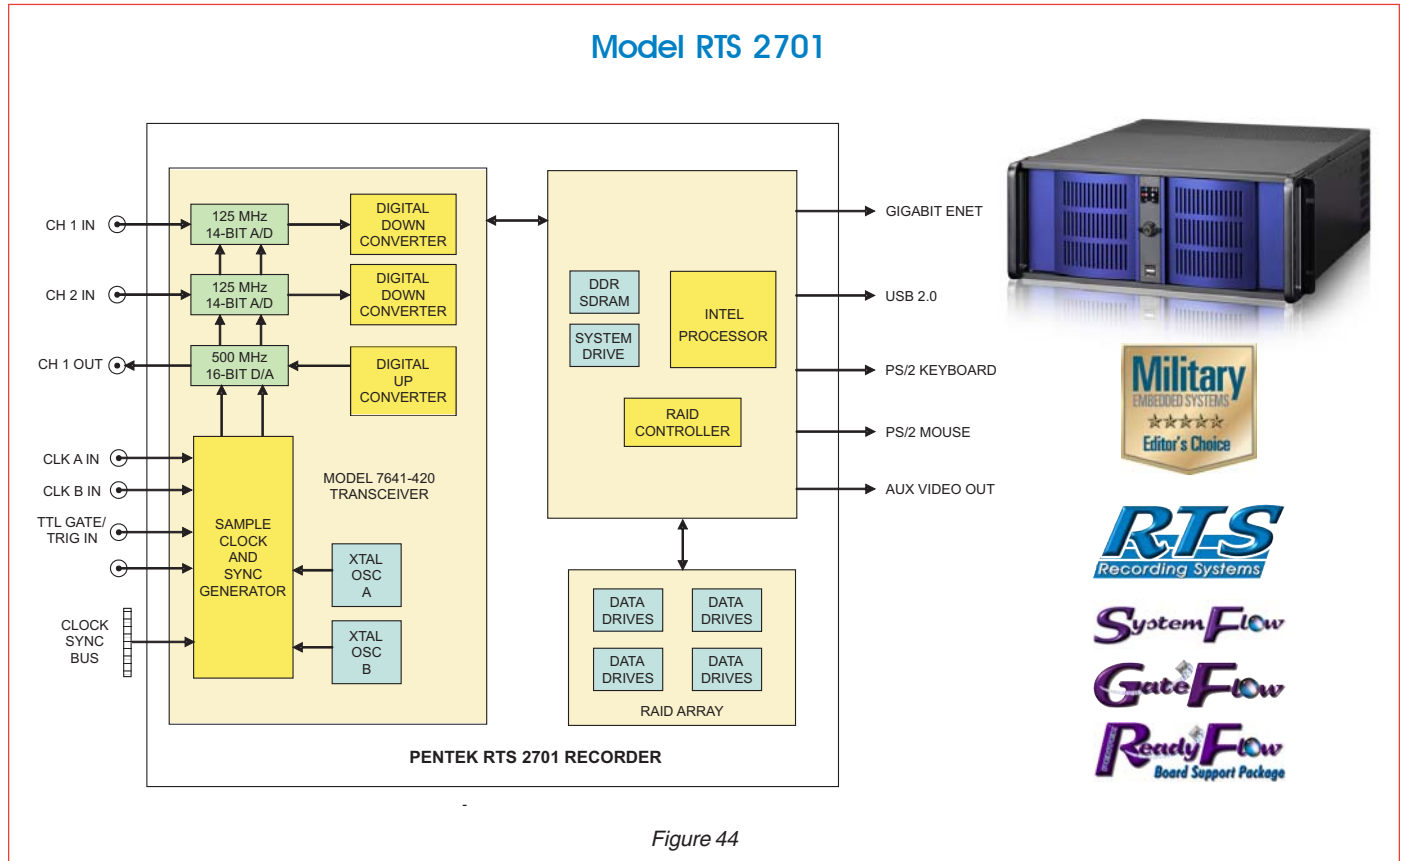 Model RTS 2701
CH 1 IN
125 MHz
14-BIT A/D
DIGITAL
DOWN
CONVERTER
CH 2 IN
125 MHz
14-BIT A/D
DIGITAL
DOWN
CONVERTER
CH 1 OUT
500 MHz
16-BIT D/A
DIGITAL
UP
CONVERTER
CLK A IN
CLK B IN
TTL GATE/
TRIG IN
CLOCK
SYNC
BUS
SAMPLE
CLOCK
AND
SYNC
GENERATOR
MODEL 7641-420
TRANSCEIVER
XTAL
OSC
A
XTAL
OSC
B
DDR
SDRAM
SYSTEM
DRIVE
INTEL
PROCESSOR
RAID
CONTROLLER
GIGABIT ENET
USB 2.0
PS/2 KEYBOARD
PS/2 MOUSE
AUX VIDEO OUT
DATA
DRIVES
DATA
DRIVES
DATA
DRIVES
DATA
DRIVES
RAID ARRAY
PENTEK RTS 2701 RECORDER
-
Military
EMBEDDED SYSTEMS
Editor's Choice
RTS
Recording Systems
SystemFlow
GateFlow
ReadyFlow
Board Support Package
Figure 44